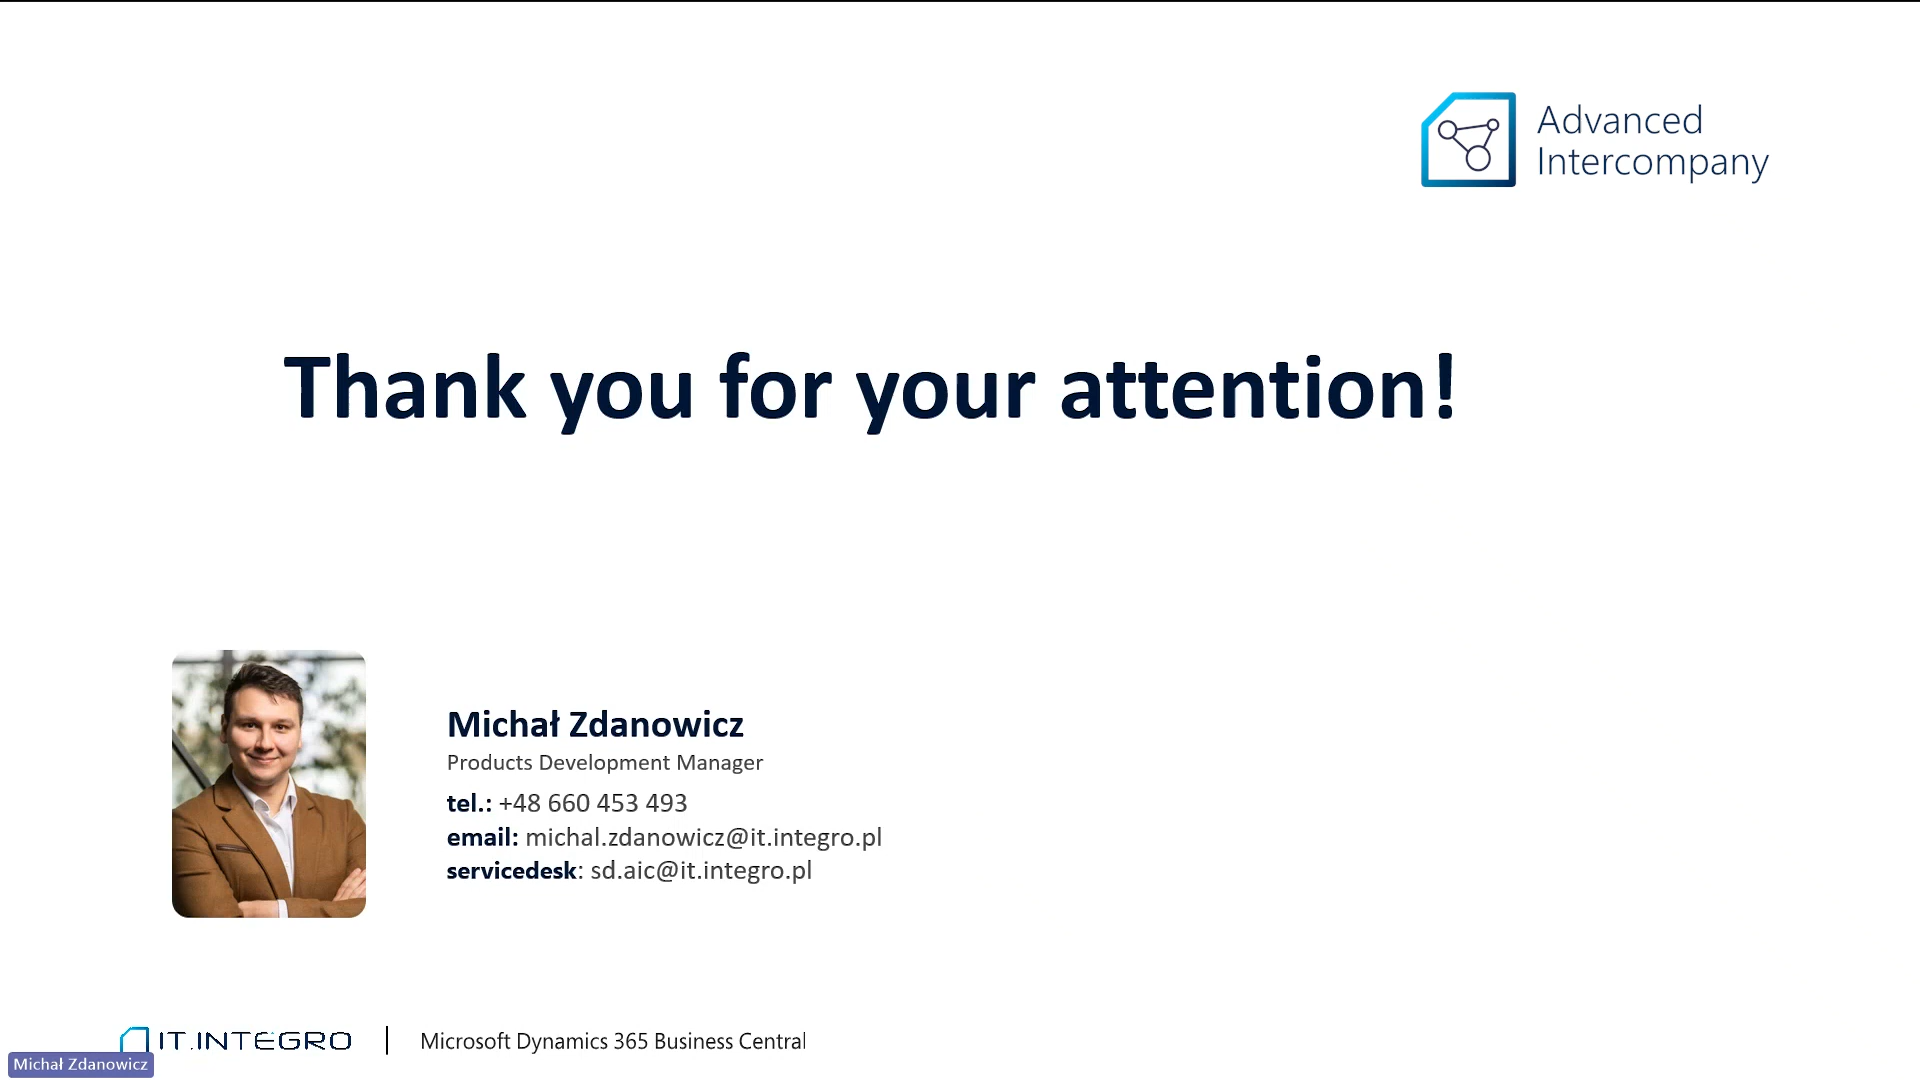 Advanced
Intercompany
Thank you for your attention!
Michał Zdanowicz
Products Development Manager
tel.: +48 660 453 493
email: michal.zdanowicz@it.integro.pl
servicedesk: sd.aic@it.integro.pl
IT.INTEGRO | Microsoft Dynamics 365 Business Central
Michał Zdanowicz